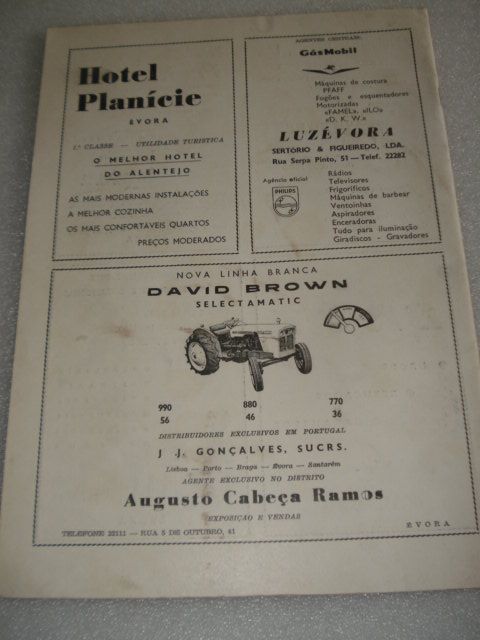 Hotel
Planície
ÉVORA
1.ª CLASSE — UTILIDADE TURISTICA
O MELHOR HOTEL
DO ALENTEJO
AS MAIS MODERNAS INSTALAÇÕES
A MELHOR COZINHA
OS MAIS CONFORTÁVEIS QUARTOS
PREÇOS MODERADOS
AGENTES OFICIAIS:
GásMobil
Máquinas de costura
PFAFF
Fogões e esquentadores
Motorizadas
«FAMEL», «ILO»
«D. K. W.»
LUZÉVORA
SERTÓRIO & FIGUEIREDO, LDA.
Rua Serpa Pinto, 51 — Telef. 22282
Agência oficial
PHILIPS
Rádios
Televisores
Frigoríficos
Máquinas de barbear
Ventoinhas
Aspiradores
Enceradoras
Tudo para iluminação
Giradiscos - Gravadores
NOVA LINHA BRANCA
DAVID BROWN
SELECTAMATIC
990 880 770
56 46 36
DISTRIBUIDORES EXCLUSIVOS EM PORTUGAL
J. J. GONÇALVES, SUCRS.
Lisboa — Porto — Braga — Évora — Santarém
AGENTE EXCLUSIVO NO DISTRITO
Augusto Cabeça Ramos
EXPOSIÇÃO E VENDAS
TELEFONE 22111 — RUA 5 DE OUTUBRO, 41
ÉVORA